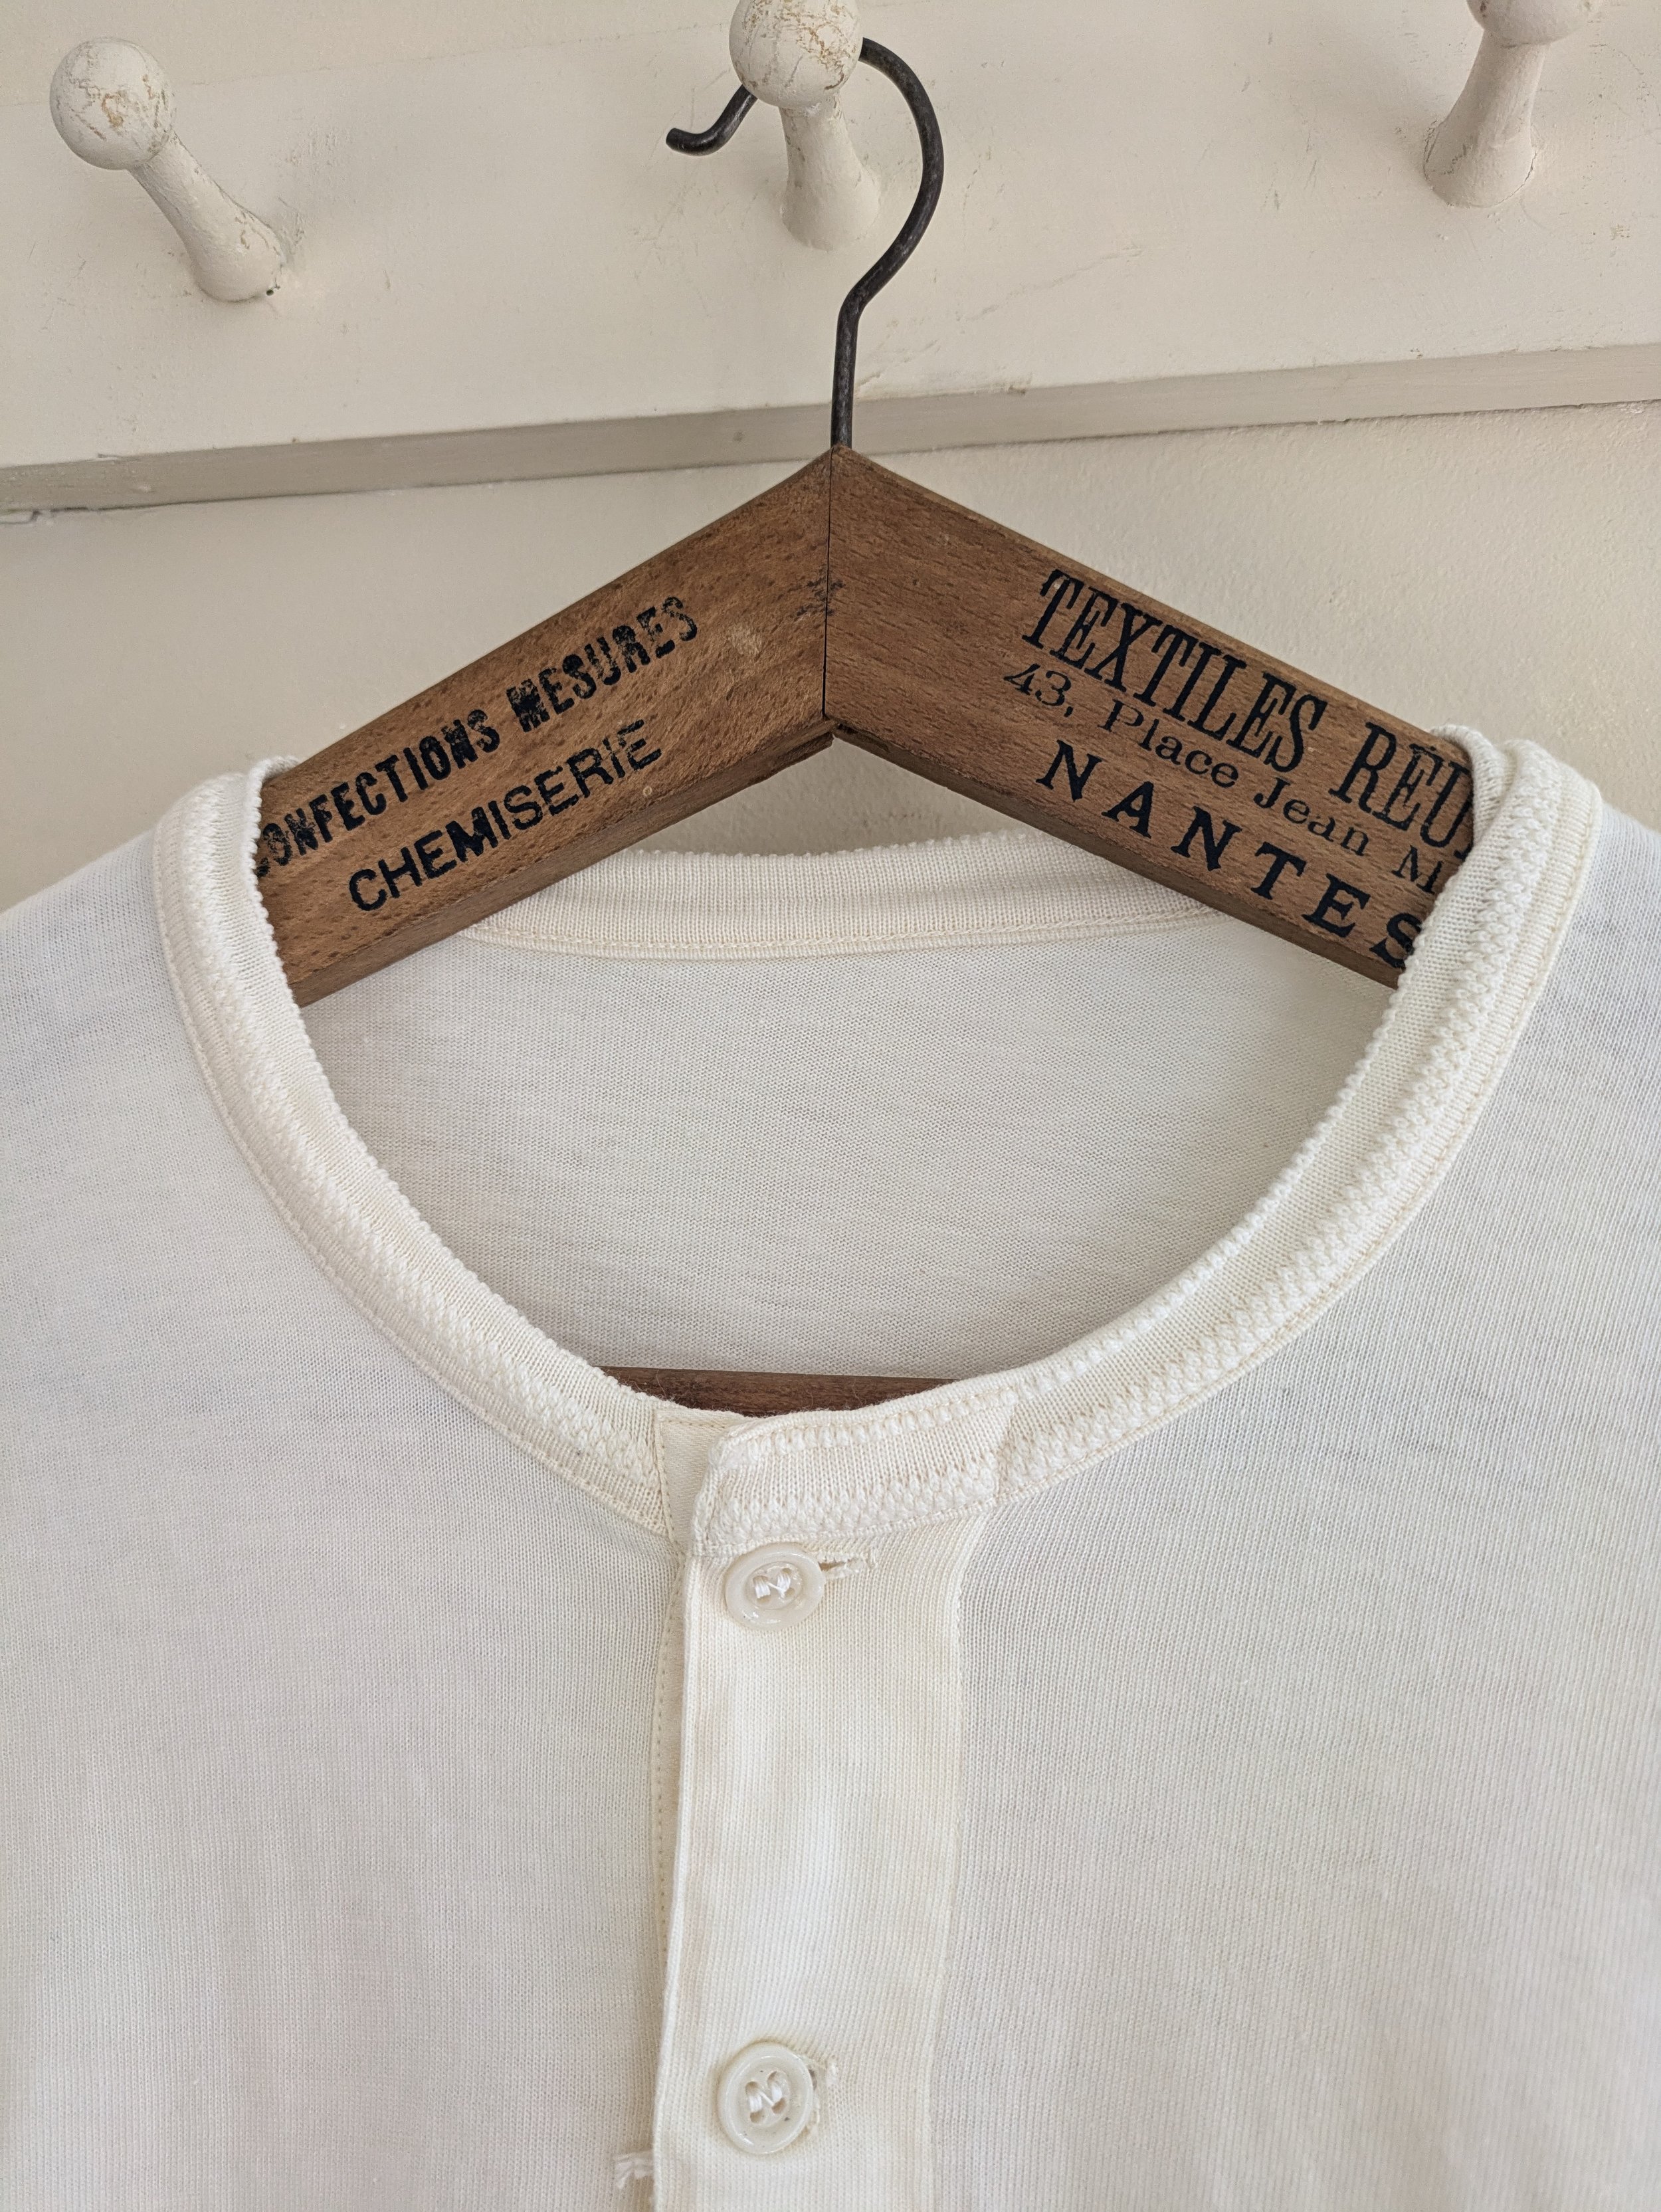 CONFECTIONS MESURES
CHEMISERIE
TEXTILES
43, Place Jean
NANTES